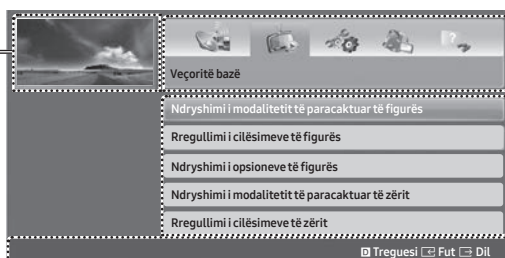 Veçoritë bazë
Ndryshimi i modalitetit të paracaktuar të figurës
Rregullimi i cilësimeve të figurës
Ndryshimi i opsioneve të figurës
Ndryshimi i modalitetit të paracaktuar të zërit
Rregullimi i cilësimeve të zërit
D Treguesi Fut Dil